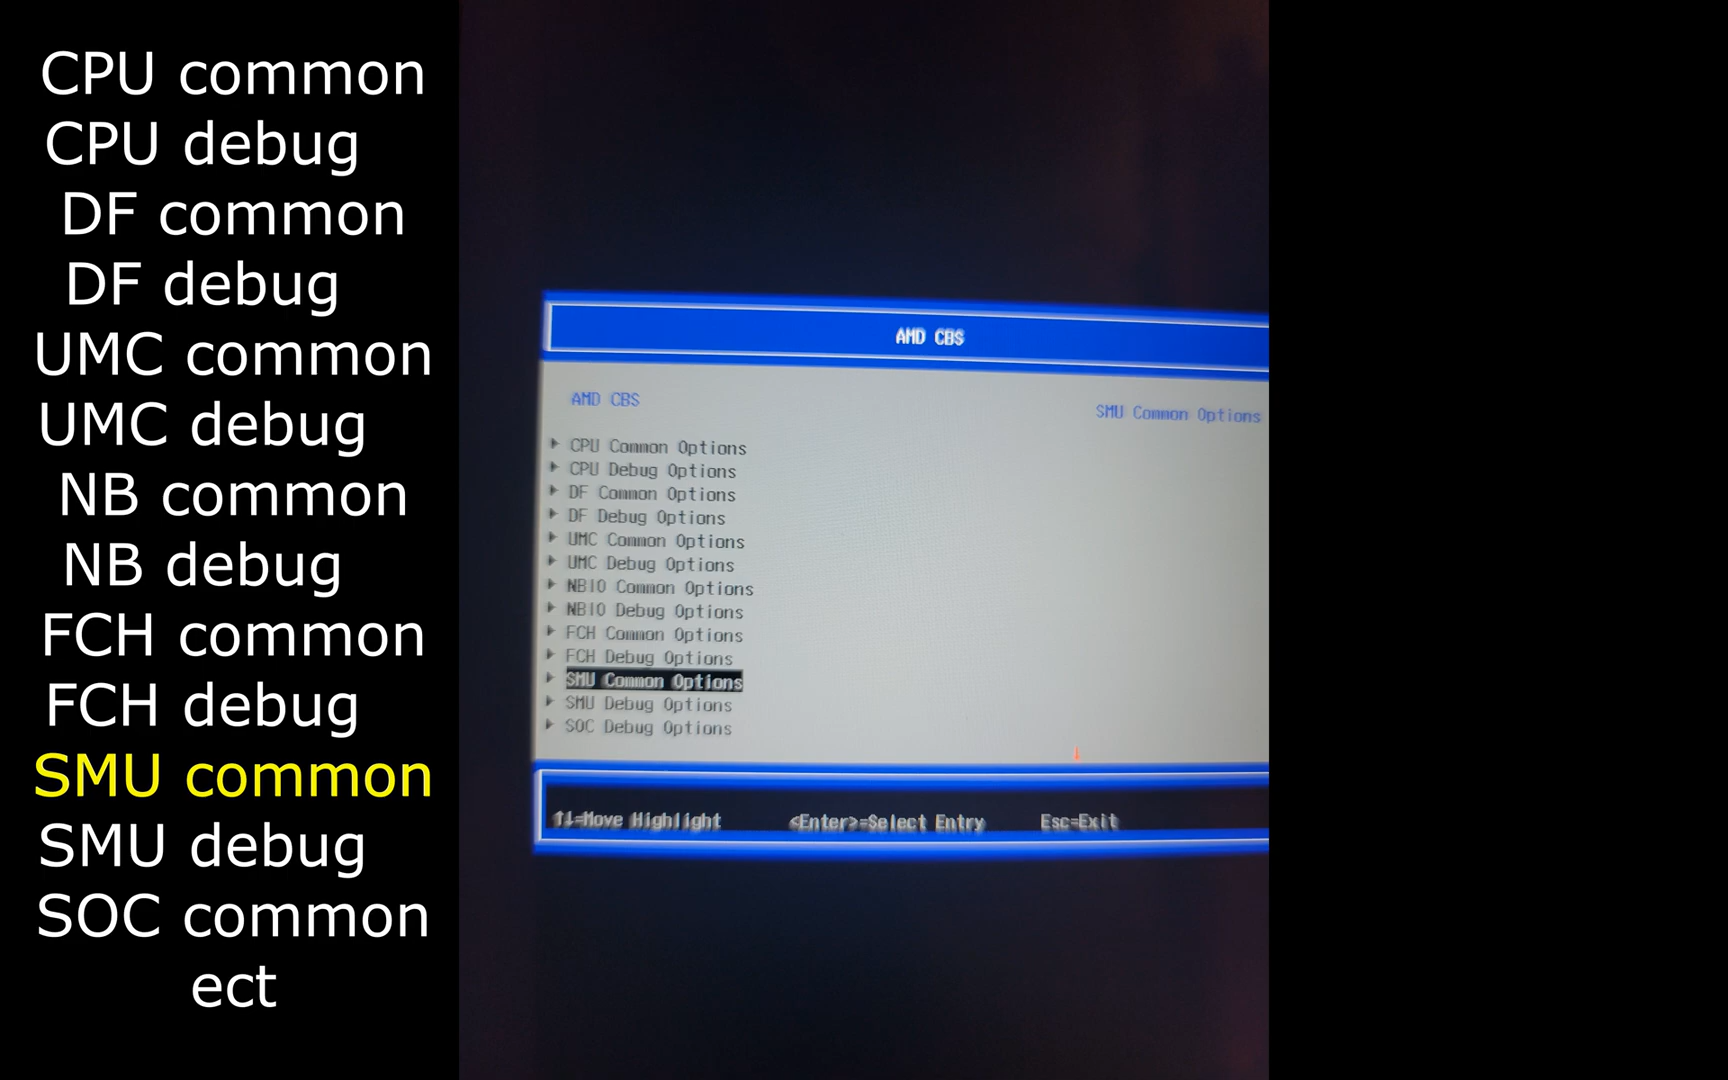 CPU common
CPU debug
DF common
DF debug
UMC common
UMC debug
NB common
NB debug
FCH common
FCH debug
SMU common
SMU debug
SOC common
ect
AMD CBS
AMD CBS
SMU Common Options
CPU Common Options
CPU Debug Options
DF Common Options
DF Debug Options
UMC Common Options
UMC Debug Options
NBIO Common Options
NBIO Debug Options
FCH Common Options
FCH Debug Options
SMU Common Options
SMU Debug Options
SOC Debug Options
↑↓=Move Highlight <Enter>=Select Entry Esc=Exit